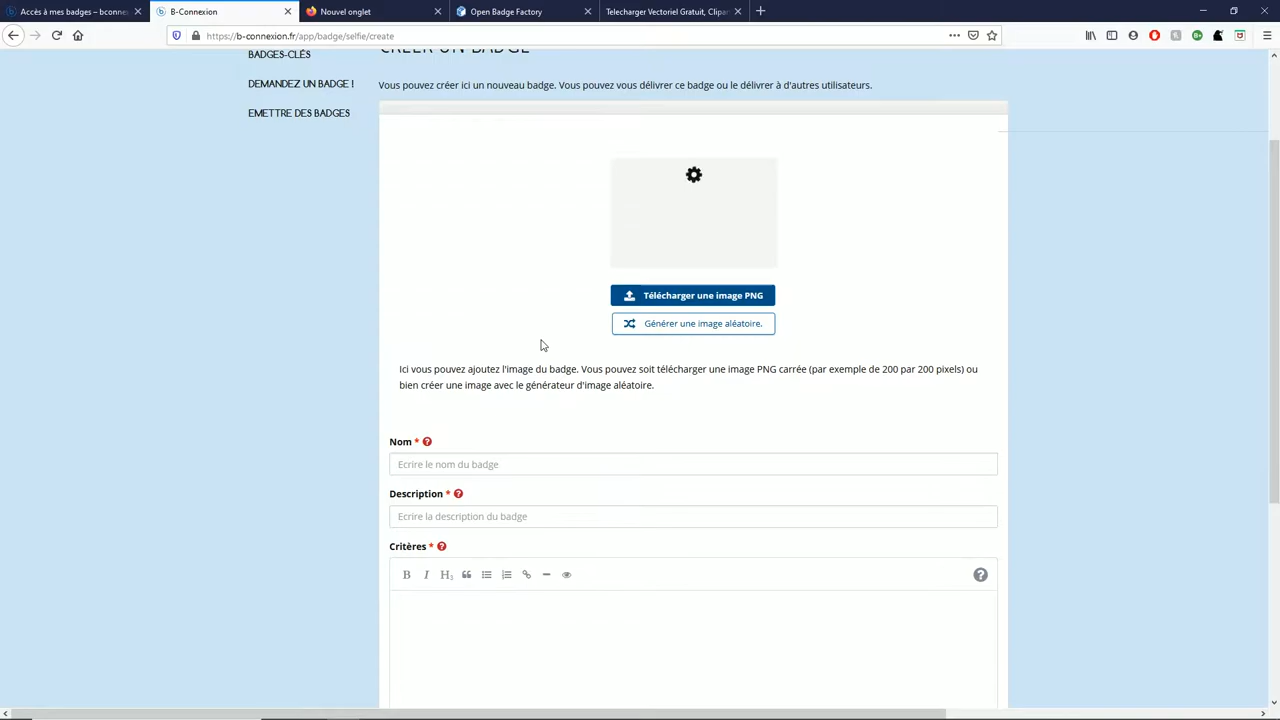 Accès à mes badges – bconne
B-Connexion
Nouvel onglet
Open Badge Factory
Telecharger Vectoriel Gratuit, Clipar
https://b-connexion.fr/app/badge/selfie/create
CRÉER UN BADGE
BADGES-CLÉS
DEMANDEZ UN BADGE !
EMETTRE DES BADGES
Vous pouvez créer ici un nouveau badge. Vous pouvez vous délivrer ce badge ou le délivrer à d'autres utilisateurs.
Télécharger une image PNG
Générer une image aléatoire.
Ici vous pouvez ajoutez l'image du badge. Vous pouvez soit télécharger une image PNG carrée (par exemple de 200 par 200 pixels) ou
bien créer une image avec le générateur d'image aléatoire.
Nom *
Ecrire le nom du badge
Description *
Ecrire la description du badge
Critères *
B I H₃